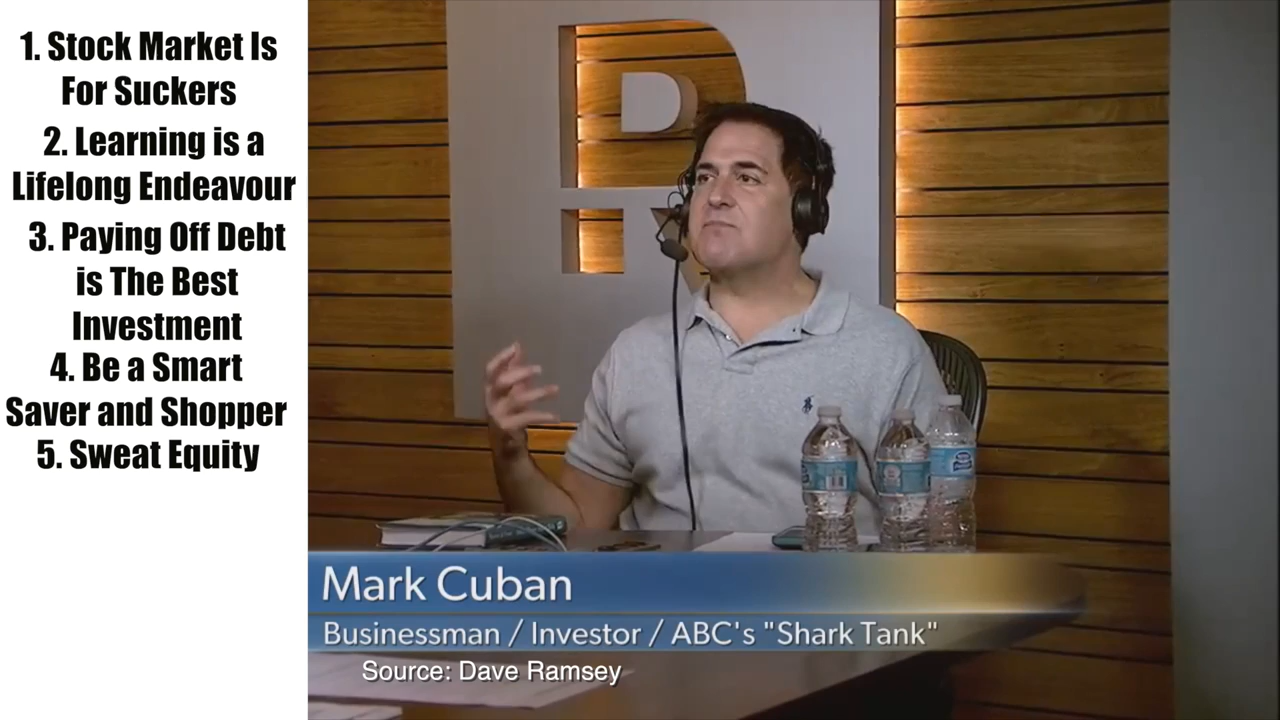 1. Stock Market Is
For Suckers
2. Learning is a
Lifelong Endeavour
3. Paying Off Debt
is The Best
Investment
4. Be a Smart
Saver and Shopper
5. Sweat Equity
R
Mark Cuban
Businessman / Investor / ABC's "Shark Tank"
Source: Dave Ramsey